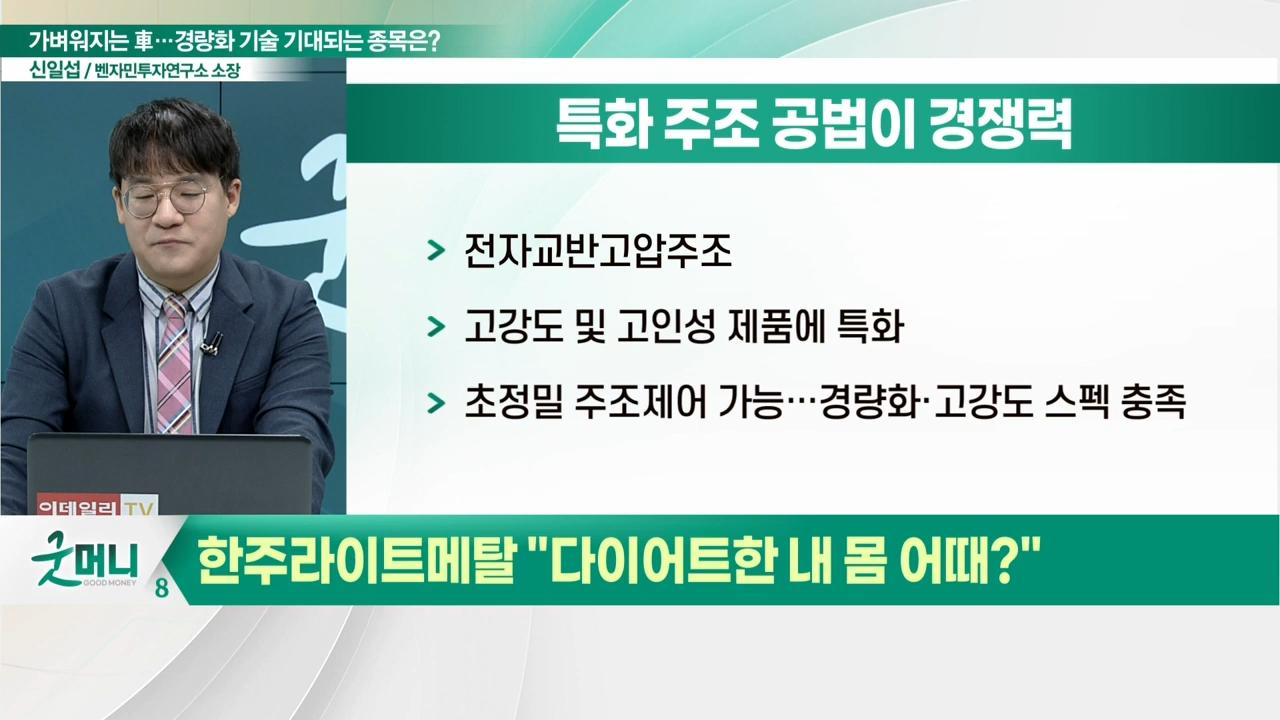 가벼워지는 車…경량화 기술 기대되는 종목은?
신일섭 / 벤자민투자연구소 소장
특화 주조 공법이 경쟁력
> 전자교반고압주조
> 고강도 및 고인성 제품에 특화
> 초정밀 주조제어 가능…경량화·고강도 스펙 충족
이데일리 TV
굿머니
GOOD MONEY
8
한주라이트메탈 "다이어트한 내 몸 어때?"